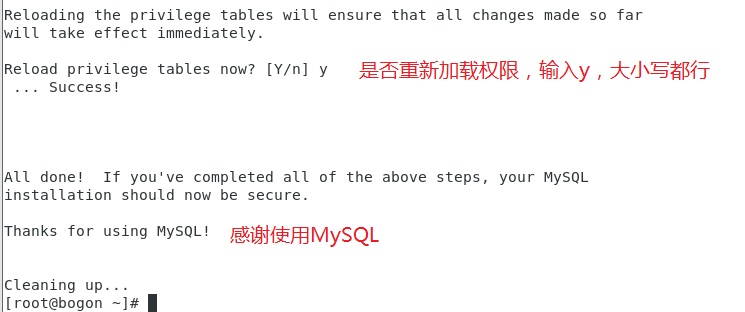 Reloading the privilege tables will ensure that all changes made so far
will take effect immediately.
Reload privilege tables now? [Y/n] y 是否重新加载权限，输入y，大小写都行
... Success!
All done!  If you've completed all of the above steps, your MySQL
installation should now be secure.
Thanks for using MySQL! 感谢使用MySQL
Cleaning up...
[root@bogon ~]#